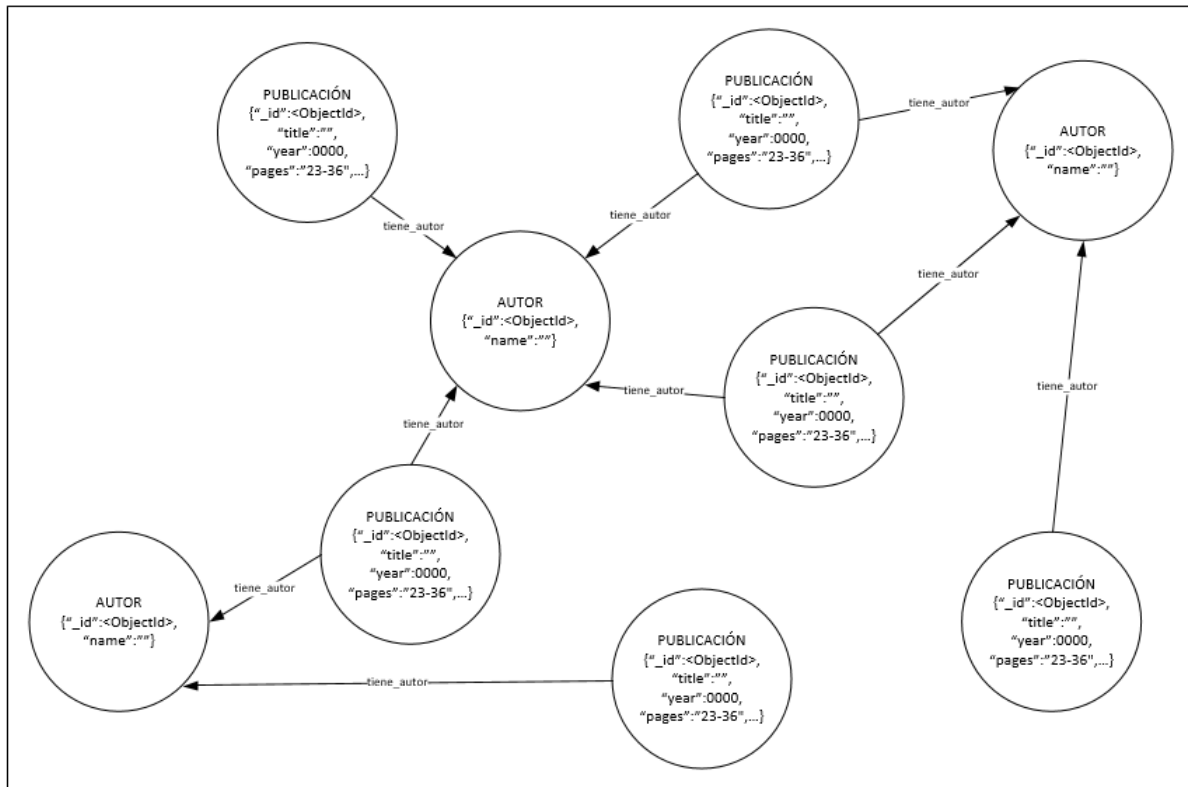 PUBLICACIÓN
{“_id”:<ObjectId>,
“title”:””,
“year”:0000,
“pages”:”23-36",...}
PUBLICACIÓN
{“_id”:<ObjectId>,
“title”:””,
“year”:0000,
“pages”:”23-36",...}
tiene_autor
AUTOR
{“_id”:<ObjectId>,
“name”:””}
tiene_autor
tiene_autor
AUTOR
{“_id”:<ObjectId>,
“name”:””}
tiene_autor
PUBLICACIÓN
{“_id”:<ObjectId>,
“title”:””,
“year”:0000,
“pages”:”23-36",...}
tiene_autor
tiene_autor
tiene_autor
PUBLICACIÓN
{“_id”:<ObjectId>,
“title”:””,
“year”:0000,
“pages”:”23-36",...}
tiene_autor
AUTOR
{“_id”:<ObjectId>,
“name”:””}
PUBLICACIÓN
{“_id”:<ObjectId>,
“title”:””,
“year”:0000,
“pages”:”23-36",...}
PUBLICACIÓN
{“_id”:<ObjectId>,
“title”:””,
“year”:0000,
“pages”:”23-36",...}
tiene_autor